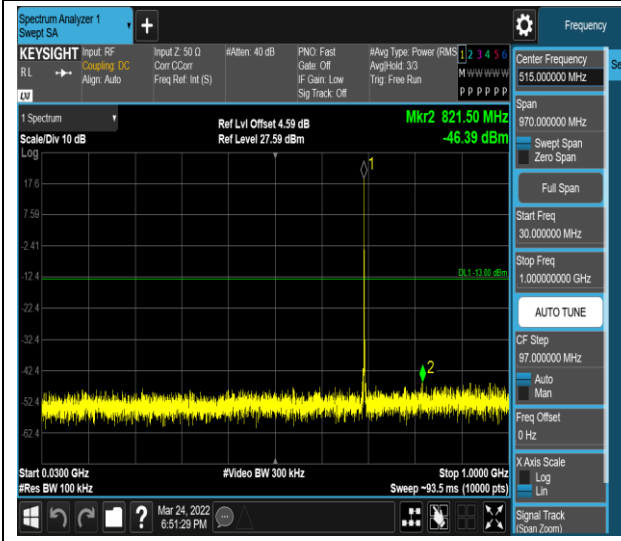 Spectrum Analyzer 1
Swept SA
+
Frequency
KEYSIGHT
RL
LXI
Input: RF
Coupling: DC
Align: Auto
Input Z: 50 Ω
Corr CCorr
Freq Ref: Int (S)
#Atten: 40 dB
PNO: Fast
Gate: Off
IF Gain: Low
Sig Track: Off
#Avg Type: Power (RMS
Avg|Hold: 3/3
Trig: Free Run
1 2 3 4 5 6
M W W W W W
P P P P P P
1 Spectrum
Scale/Div 10 dB
Log
Ref Lvl Offset 4.59 dB
Ref Level 27.59 dBm
Mkr2 821.50 MHz
-46.39 dBm
1
17.6
7.59
-2.41
-12.4
DL1 -13.00 dBm
-22.4
-32.4
-42.4
2
-52.4
-62.4
Start 0.0300 GHz
#Res BW 100 kHz
#Video BW 300 kHz
Stop 1.0000 GHz
Sweep ~93.5 ms (10000 pts)
Center Frequency
515.000000 MHz
Se
Span
970.000000 MHz
Swept Span
Zero Span
Full Span
Start Freq
30.000000 MHz
Stop Freq
1.000000000 GHz
AUTO TUNE
CF Step
97.000000 MHz
Auto
Man
Freq Offset
0 Hz
X Axis Scale
Log
Lin
Signal Track
(Span Zoom)
?
Mar 24, 2022
6:51:29 PM